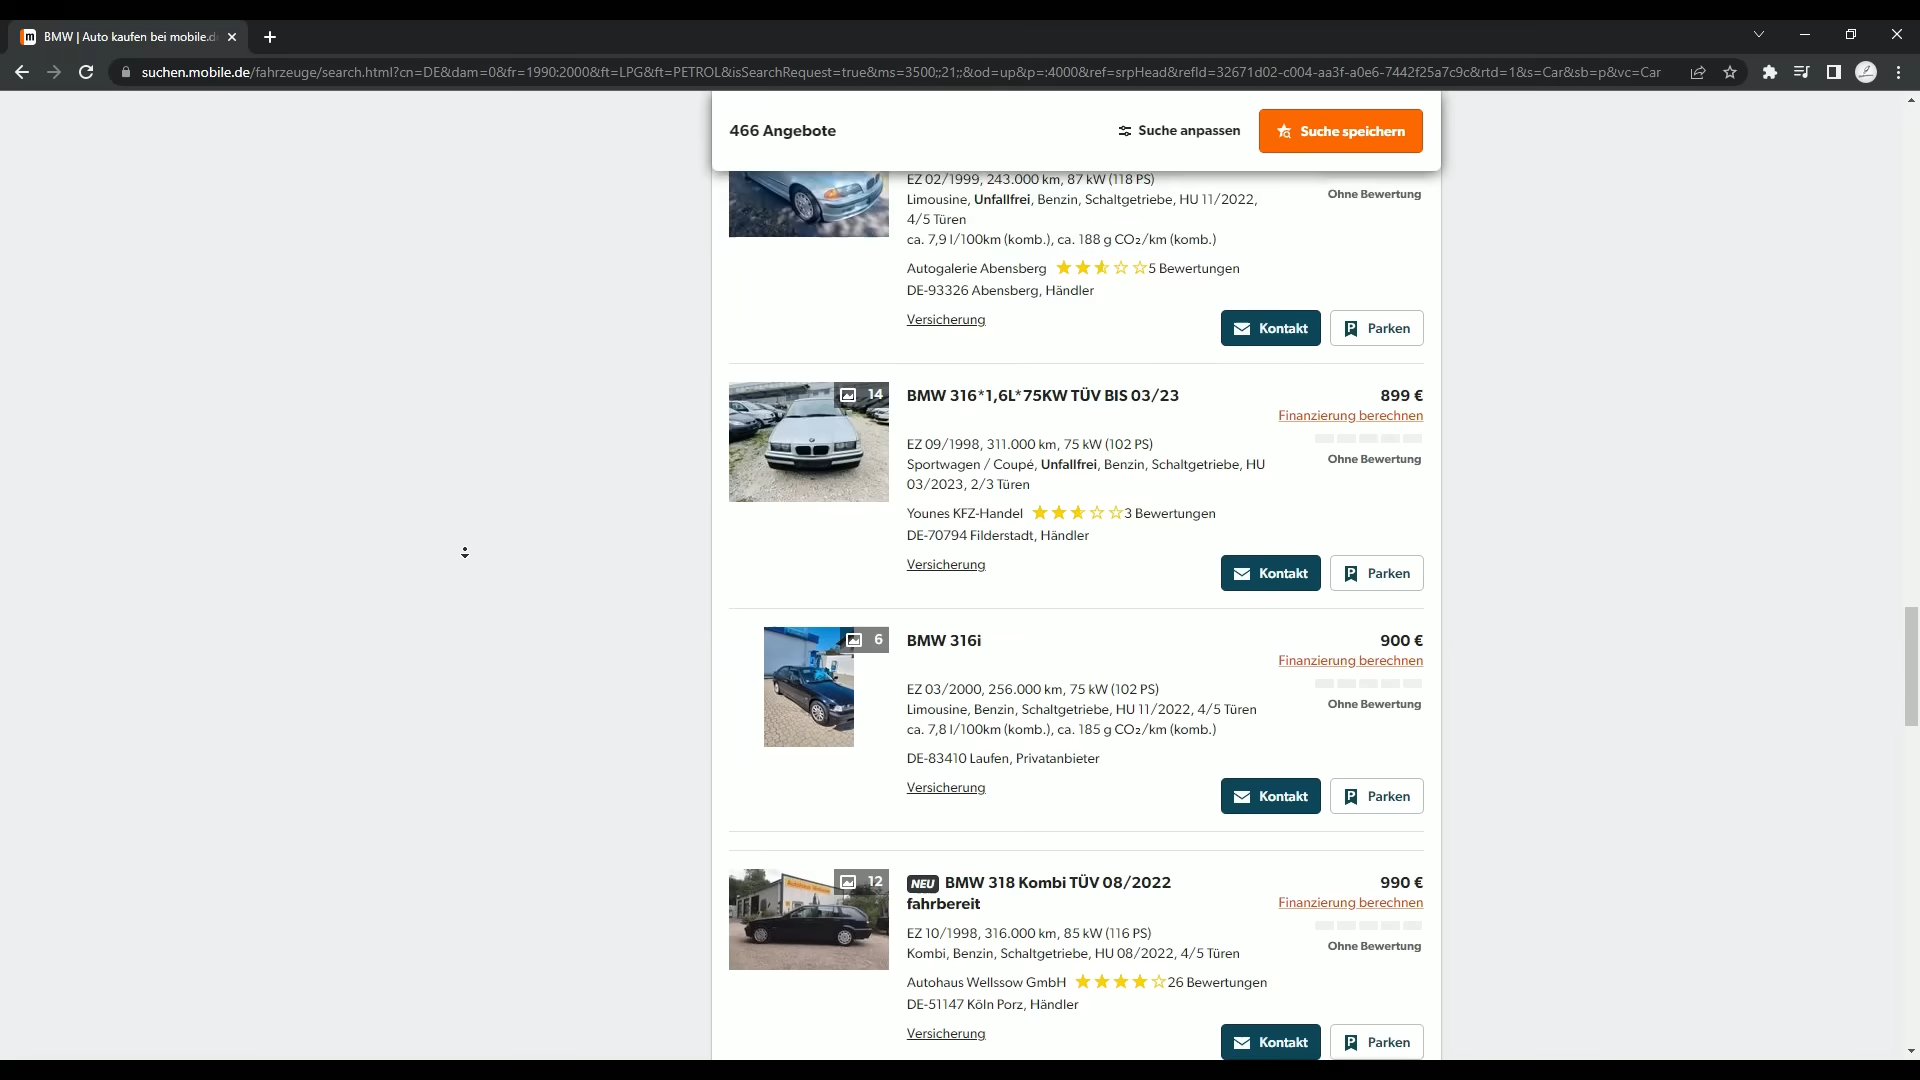 BMW | Auto kaufen bei mobile.d
suchen.mobile.de/fahrzeuge/search.html?cn=DE&dam=0&fr=1990:2000&ft=LPG&ft=PETROL&isSearchRequest=true&ms=3500;;21;;&od=up&p=:4000&ref=srpHead&refId=32671d02-c004-aa3f-a0e6-7442f25a7c9c&rtd=1&s=Car&sb=p&vc=Car
466 Angebote
Suche anpassen
Suche speichern
EZ 02/1999, 243.000 km, 87 kW (118 PS)
Ohne Bewertung
Limousine, Unfallfrei, Benzin, Schaltgetriebe, HU 11/2022,
4/5 Türen
ca. 7,9 l/100km (komb.), ca. 188 g CO₂/km (komb.)
Autogalerie Abensberg 5 Bewertungen
DE-93326 Abensberg, Händler
Versicherung
Kontakt
Parken
14
BMW 316*1,6L*75KW TÜV BIS 03/23
899 €
Finanzierung berechnen
EZ 09/1998, 311.000 km, 75 kW (102 PS)
Ohne Bewertung
Sportwagen / Coupé, Unfallfrei, Benzin, Schaltgetriebe, HU
03/2023, 2/3 Türen
Younes KFZ-Handel 3 Bewertungen
DE-70794 Filderstadt, Händler
Versicherung
Kontakt
Parken
6
BMW 316i
900 €
Finanzierung berechnen
EZ 03/2000, 256.000 km, 75 kW (102 PS)
Ohne Bewertung
Limousine, Benzin, Schaltgetriebe, HU 11/2022, 4/5 Türen
ca. 7,8 l/100km (komb.), ca. 185 g CO₂/km (komb.)
DE-83410 Laufen, Privatanbieter
Versicherung
Kontakt
Parken
12
NEU BMW 318 Kombi TÜV 08/2022
fahrbereit
990 €
Finanzierung berechnen
EZ 10/1998, 316.000 km, 85 kW (116 PS)
Ohne Bewertung
Kombi, Benzin, Schaltgetriebe, HU 08/2022, 4/5 Türen
Autohaus Wellssow GmbH 26 Bewertungen
DE-51147 Köln Porz, Händler
Versicherung
Kontakt
Parken